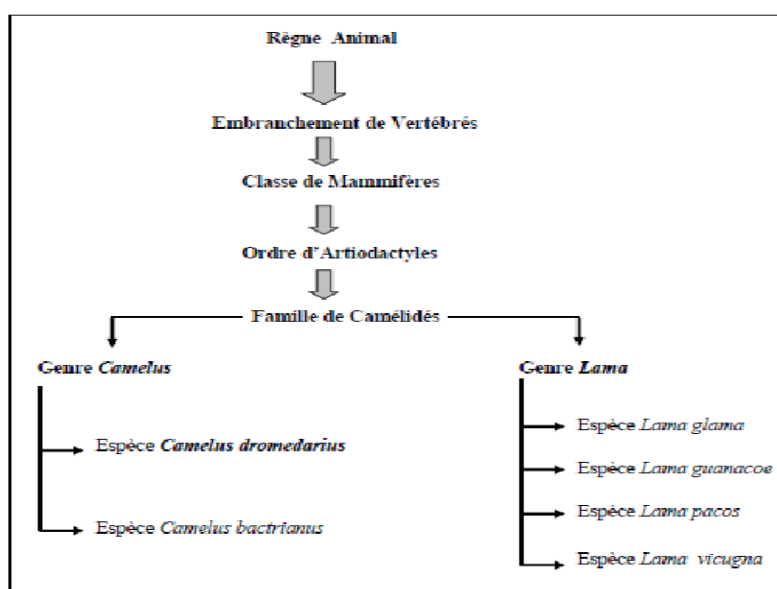 Règne Animal
Embranchement de Vertébrés
Classe de Mammifères
Ordre d'Artiodactyles
Famille de Camélidés
Genre Camelus
Espèce Camelus dromedarius
Espèce Camelus bactrianus
Genre Lama
Espèce Lama glama
Espèce Lama guanacoe
Espèce Lama pacos
Espèce Lama vicugna